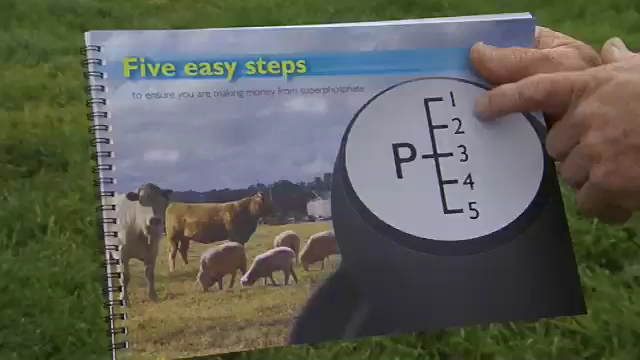 Five easy steps
to ensure you are making money from superphosphate
1
2
P 3
4
5